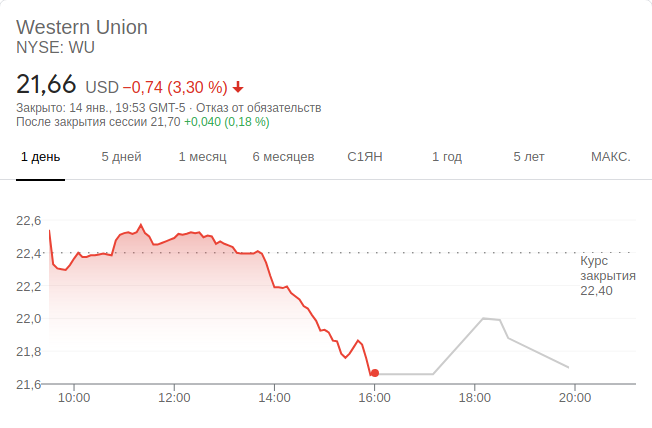 Western Union
NYSE: WU
21,66 USD −0,74 (3,30 %)
Закрыто: 14 янв., 19:53 GMT-5 · Отказ от обязательств
После закрытия сессии 21,70 +0,040 (0,18 %)
1 день 5 дней 1 месяц 6 месяцев С1ЯН 1 год 5 лет МАКС.
22,6
22,4
Курс
закрытия
22,40
22,2
22,0
21,8
21,6
10:00 12:00 14:00 16:00 18:00 20:00